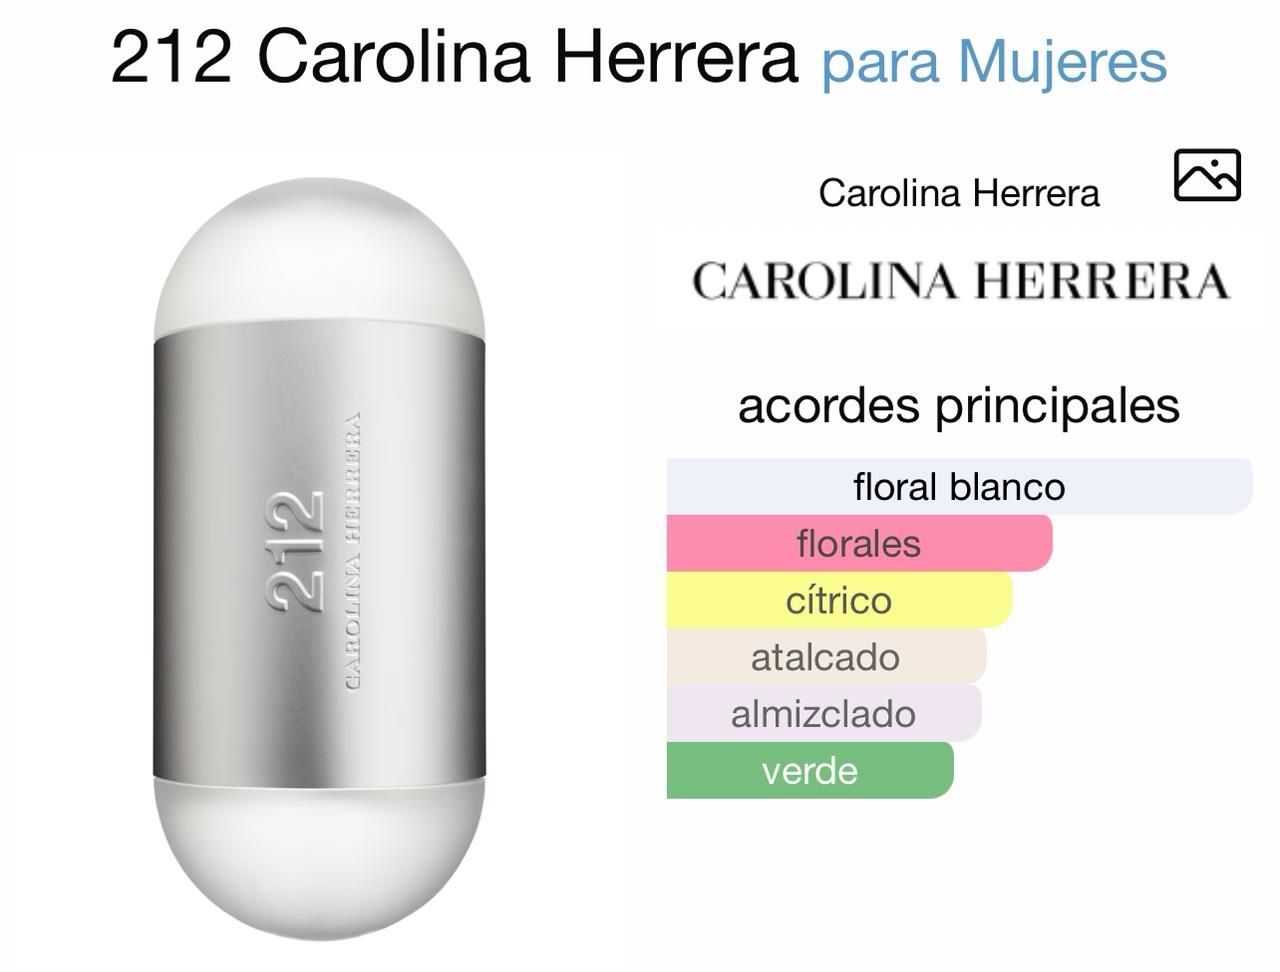 212 Carolina Herrera para Mujeres
Carolina Herrera
CAROLINA HERRERA
212
CAROLINA HERRERA
acordes principales
floral blanco
florales
cítrico
atalcado
almizclado
verde